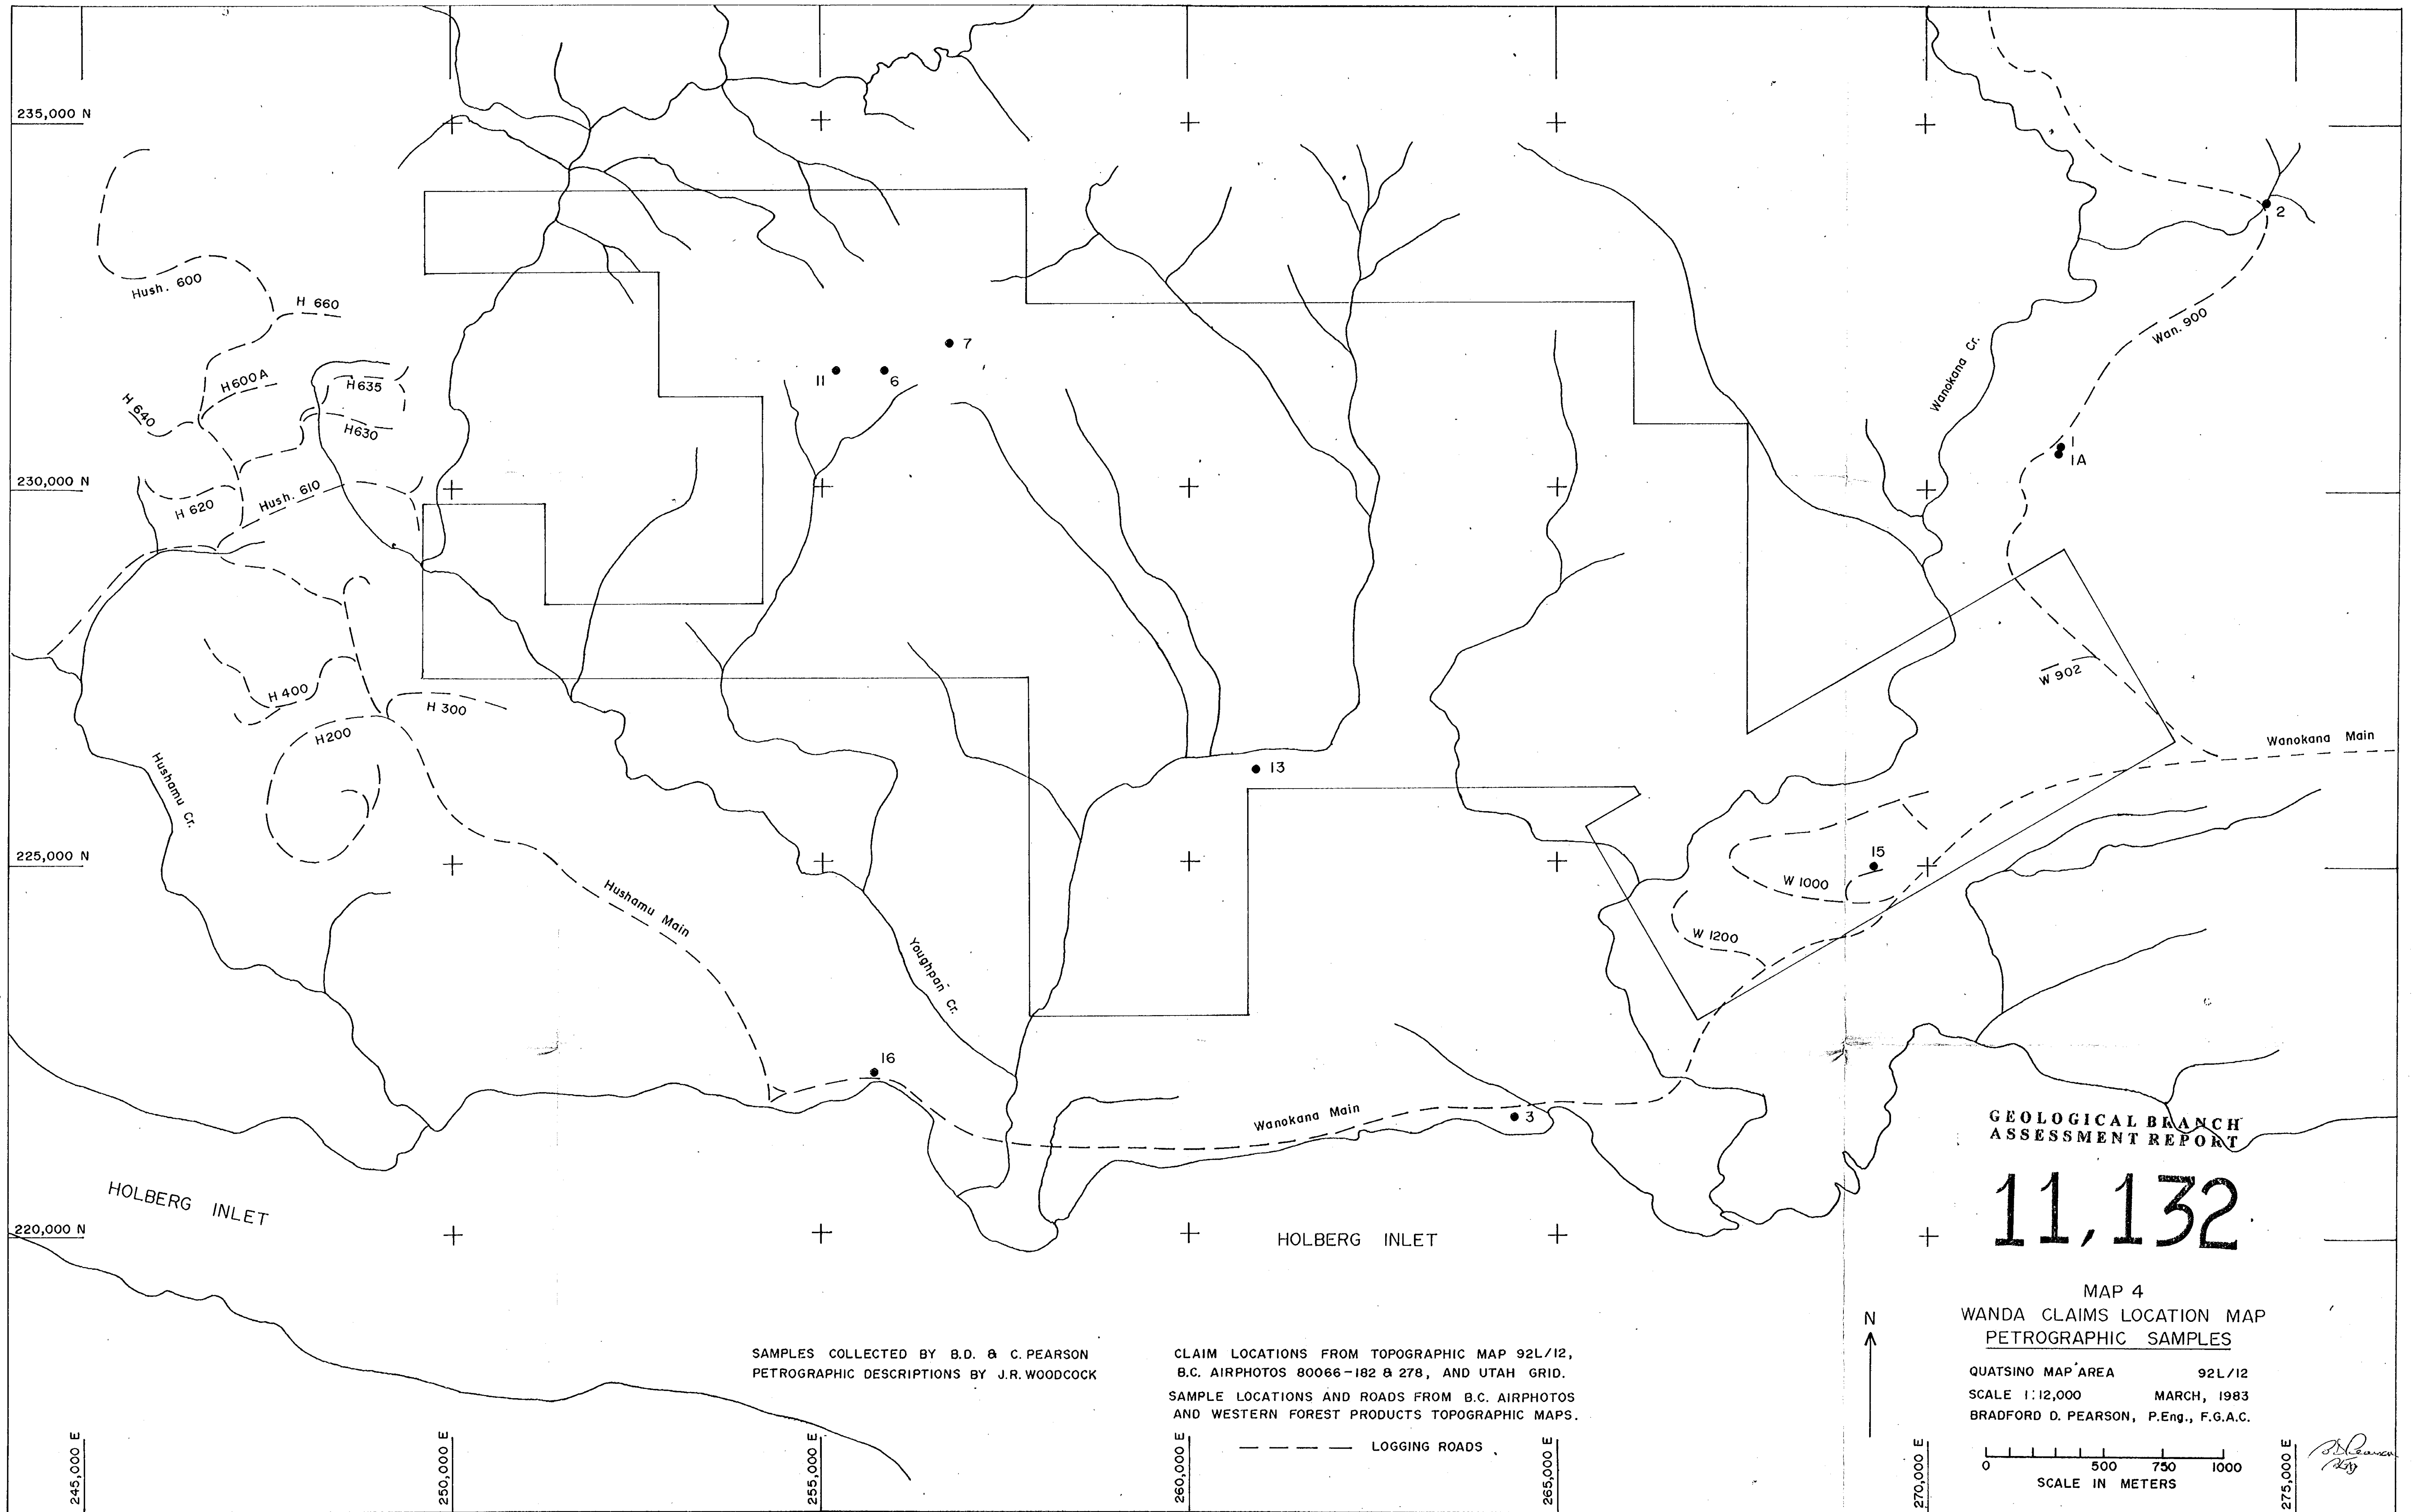 235,000 N
2
Hush. 600
H 660
Wan. 900
7
11
6
H 600A
H 635
H 640
H 630
Wanokana Cr.
1
1A
230,000 N
H 620
Hush. 610
W 902
H 400
H 300
H 200
Wanokana Main
Hushamu Cr.
13
225,000 N
15
W 1000
Hushamu Main
W 1200
Youghpan Cr.
16
Wanokana Main
3
GEOLOGICAL BRANCH
ASSESSMENT REPORT
11,132
HOLBERG INLET
220,000 N
HOLBERG INLET
MAP 4
WANDA CLAIMS LOCATION MAP
PETROGRAPHIC SAMPLES
N
SAMPLES COLLECTED BY B.D. & C. PEARSON
PETROGRAPHIC DESCRIPTIONS BY J.R. WOODCOCK
CLAIM LOCATIONS FROM TOPOGRAPHIC MAP 92L/12,
B.C. AIRPHOTOS 80066-182 & 278, AND UTAH GRID.
SAMPLE LOCATIONS AND ROADS FROM B.C. AIRPHOTOS
AND WESTERN FOREST PRODUCTS TOPOGRAPHIC MAPS.
LOGGING ROADS
QUATSINO MAP AREA 92L/12
SCALE 1:12,000 MARCH, 1983
BRADFORD D. PEARSON, P.Eng., F.G.A.C.
0 500 750 1000
SCALE IN METERS
245,000 E
250,000 E
255,000 E
260,000 E
265,000 E
270,000 E
275,000 E